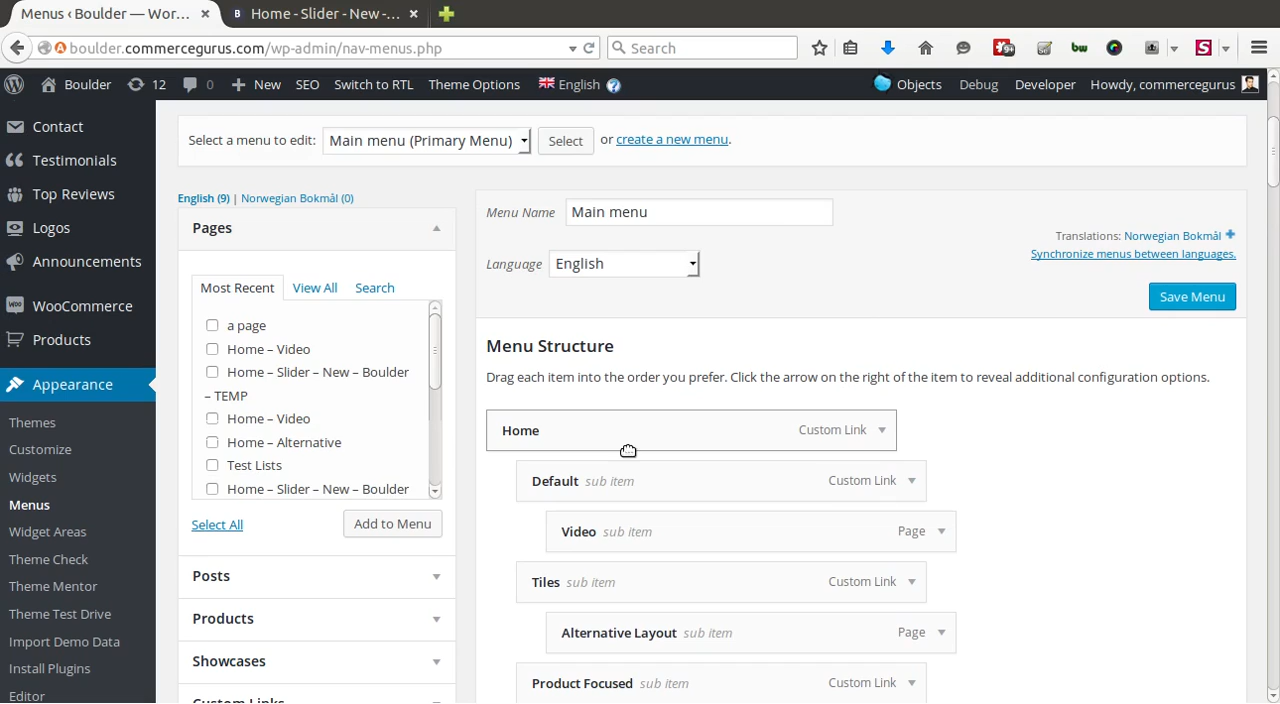 Menus ‹ Boulder — Wor...
Home - Slider - New -...
boulder.commercegurus.com/wp-admin/nav-menus.php
Search
Boulder
12
0
New
SEO
Switch to RTL
Theme Options
English
Objects
Debug
Developer
Howdy, commercegurus
Contact
Testimonials
Top Reviews
Logos
Announcements
WooCommerce
Products
Appearance
Themes
Customize
Widgets
Menus
Widget Areas
Theme Check
Theme Mentor
Theme Test Drive
Import Demo Data
Install Plugins
Editor
Select a menu to edit: Main menu (Primary Menu) Select or create a new menu.
English (9) | Norwegian Bokmål (0)
Pages
Most Recent View All Search
a page
Home – Video
Home – Slider – New – Boulder
– TEMP
Home – Video
Home – Alternative
Test Lists
Home – Slider – New – Boulder
Select All
Add to Menu
Posts
Products
Showcases
Custom Links
Menu Name Main menu
Language English
Translations: Norwegian Bokmål
Synchronize menus between languages.
Save Menu
Menu Structure
Drag each item into the order you prefer. Click the arrow on the right of the item to reveal additional configuration options.
Home Custom Link
Default sub item Custom Link
Video sub item Page
Tiles sub item Custom Link
Alternative Layout sub item Page
Product Focused sub item Custom Link